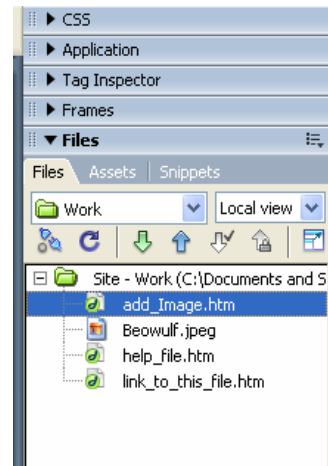 CSS
Application
Tag Inspector
Frames
Files
Files Assets Snippets
Work Local view
Site - Work (C:\Documents and S
add_Image.htm
Beowulf.jpeg
help_file.htm
link_to_this_file.htm